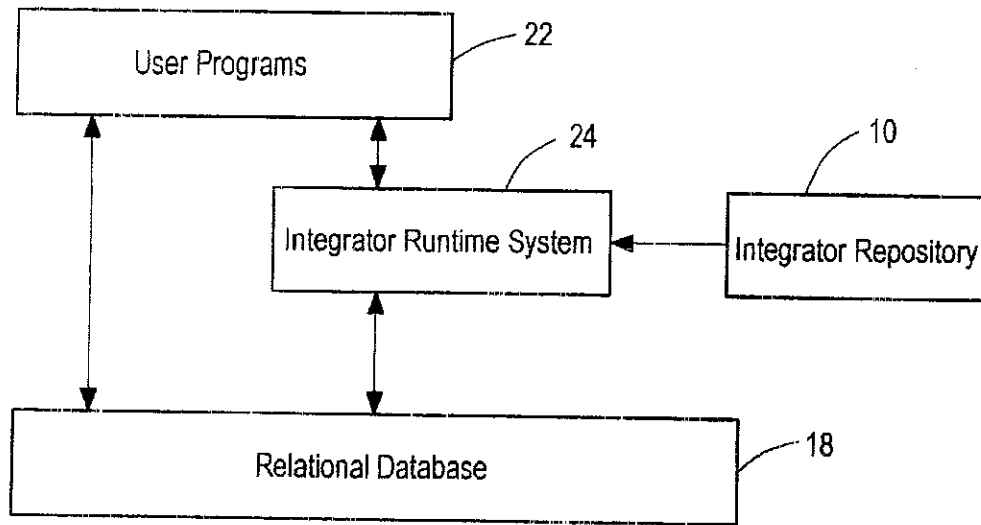 22
User Programs
24
10
Integrator Runtime System
Integrator Repository
Relational Database
18